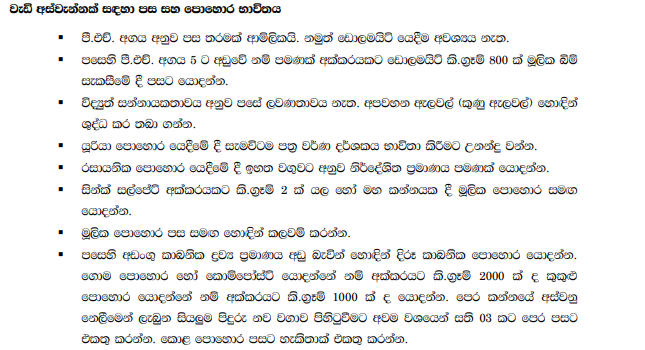 වැඩි අස්වැන්නක් සඳහා පස සහ පොහොර භාවිතය
▪ පී.එච්. අගය අනුව පස තරමක් ආම්ලිකයි. නමුත් ඩොලමයිට් යෙදීම අවශ්‍යය නැත.
▪ පසෙහි පී.එච්. අගය 5 ට අඩුවේ නම් පමණක් අක්කරයකට ඩොලමයිට් කි.ග්‍රෑම් 800 ක් මූලික බිම්
සැකසීමේ දී පසට යොදන්න.
▪ විද්‍යුත් සන්නායකතාවය අනුව පසේ ලවණතාවය නැත. අපවහන ඇලවල් (කුණු ඇලවල්) හොඳින්
ශුද්ධ කර තබා ගන්න.
▪ යූරියා පොහොර යෙදීමේ දී සැමවිටම පත්‍ර වර්ණ දර්ශකය භාවිතා කිරීමට උනන්දු වන්න.
▪ රසායනික පොහොර යෙදීමේ දී ඉහත වගුවට අනුව නිර්දේශිත ප්‍රමාණය පමණක් යොදන්න.
▪ සින්ක් සල්පේට් අක්කරයකට කි.ග්‍රෑම් 2 ක් යල හෝ මහ කන්නයක දී මූලික පොහොර සමඟ
යොදන්න.
▪ මූලික පොහොර පස සමඟ හොඳින් කලවම් කරන්න.
▪ පසෙහි අඩංගු කාබනික ද්‍රව්‍ය ප්‍රමාණය අඩු බැවින් හොඳින් දිරූ කාබනික පොහොර යොදන්න.
ගොම පොහොර හෝ කොම්පෝස්ට් යොදන්නේ නම් අක්කරයට කි.ග්‍රෑම් 2000 ක් ද කුකුළු
පොහොර යොදන්නේ නම් අක්කරයට කි.ග්‍රෑම් 1000 ක් ද යොදන්න. පෙර කන්නයේ අස්වනු
නෙලීමෙන් ලැබුන සියලුම පිදුරු නව වගාව පිහිටුවීමට අවම වශයෙන් සති 03 කට පෙර පසට
එකතු කරන්න. කොළ පොහොර පසට හැකිතාක් එකතු කරන්න.